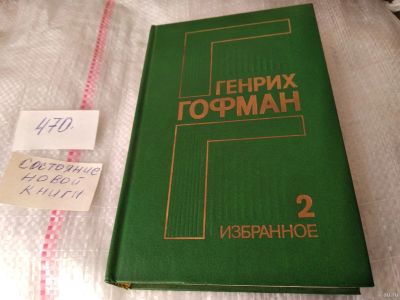 ГЕНРИХ
ГОФМАН
2
ИЗБРАННОЕ
470.
Состояние
новой
книги